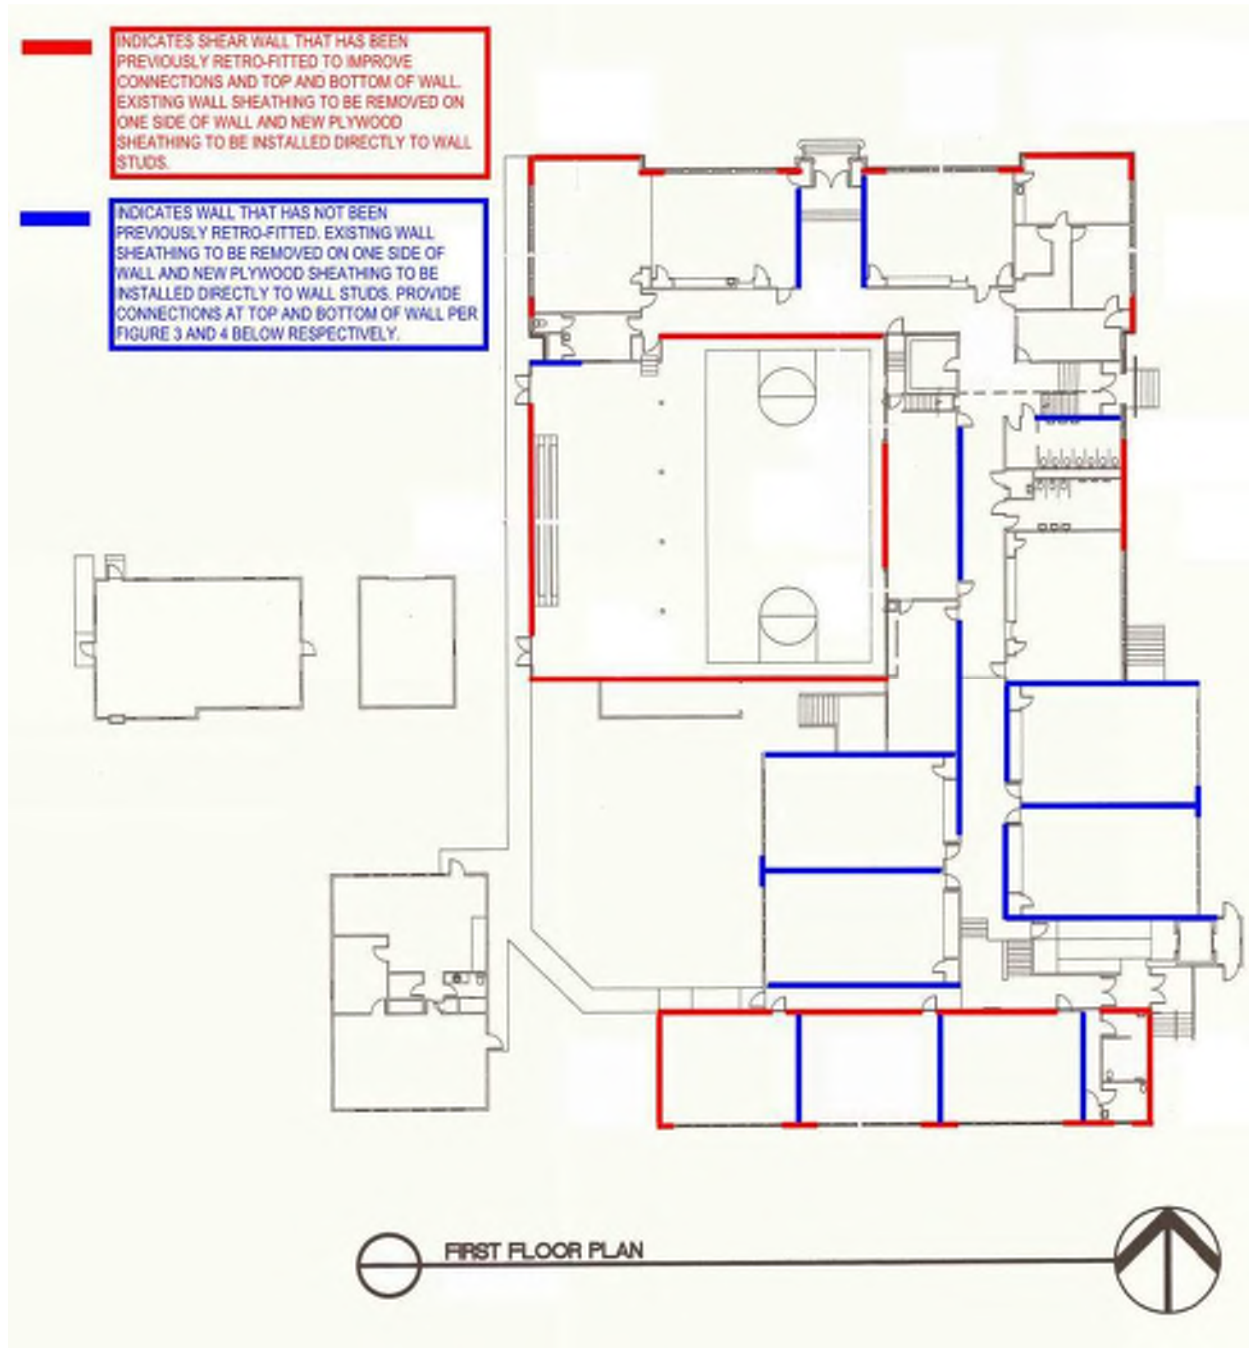 INDICATES SHEAR WALL THAT HAS BEEN
PREVIOUSLY RETRO-FITTED TO IMPROVE
CONNECTIONS AND TOP AND BOTTOM OF WALL.
EXISTING WALL SHEATHING TO BE REMOVED ON
ONE SIDE OF WALL AND NEW PLYWOOD
SHEATHING TO BE INSTALLED DIRECTLY TO WALL
STUDS.
INDICATES WALL THAT HAS NOT BEEN
PREVIOUSLY RETRO-FITTED. EXISTING WALL
SHEATHING TO BE REMOVED ON ONE SIDE OF
WALL AND NEW PLYWOOD SHEATHING TO BE
INSTALLED DIRECTLY TO WALL STUDS. PROVIDE
CONNECTIONS AT TOP AND BOTTOM OF WALL PER
FIGURE 3 AND 4 BELOW RESPECTIVELY.
FIRST FLOOR PLAN